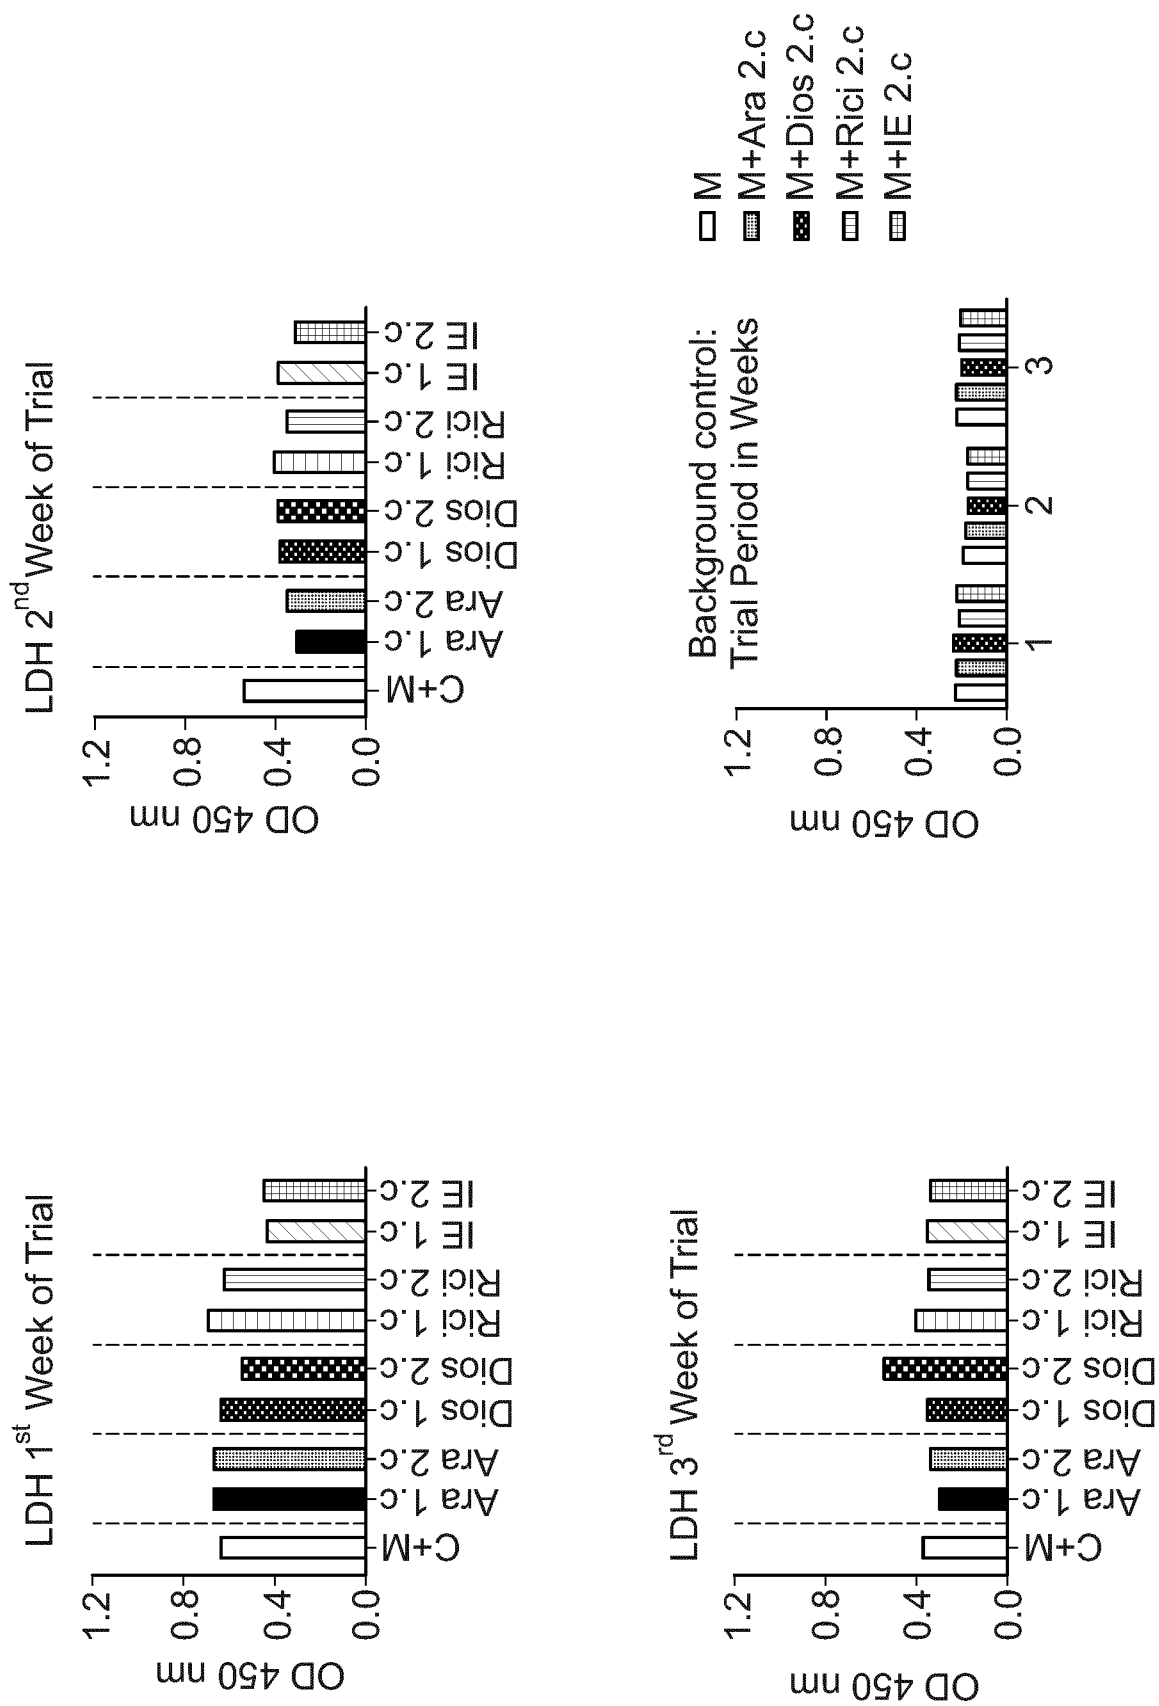 LDH 1st Week of Trial
OD 450 nm
1.2
0.8
0.4
0.0
C+M
Ara 1.c
Ara 2.c
Dios 1.c
Dios 2.c
Rici 1.c
Rici 2.c
IE 1.c
IE 2.c
LDH 2nd Week of Trial
OD 450 nm
1.2
0.8
0.4
0.0
C+M
Ara 1.c
Ara 2.c
Dios 1.c
Dios 2.c
Rici 1.c
Rici 2.c
IE 1.c
IE 2.c
LDH 3rd Week of Trial
OD 450 nm
1.2
0.8
0.4
0.0
C+M
Ara 1.c
Ara 2.c
Dios 1.c
Dios 2.c
Rici 1.c
Rici 2.c
IE 1.c
IE 2.c
Background control:
Trial Period in Weeks
OD 450 nm
1.2
0.8
0.4
0.0
1
2
3
M
M+Ara 2.c
M+Dios 2.c
M+Rici 2.c
M+IE 2.c